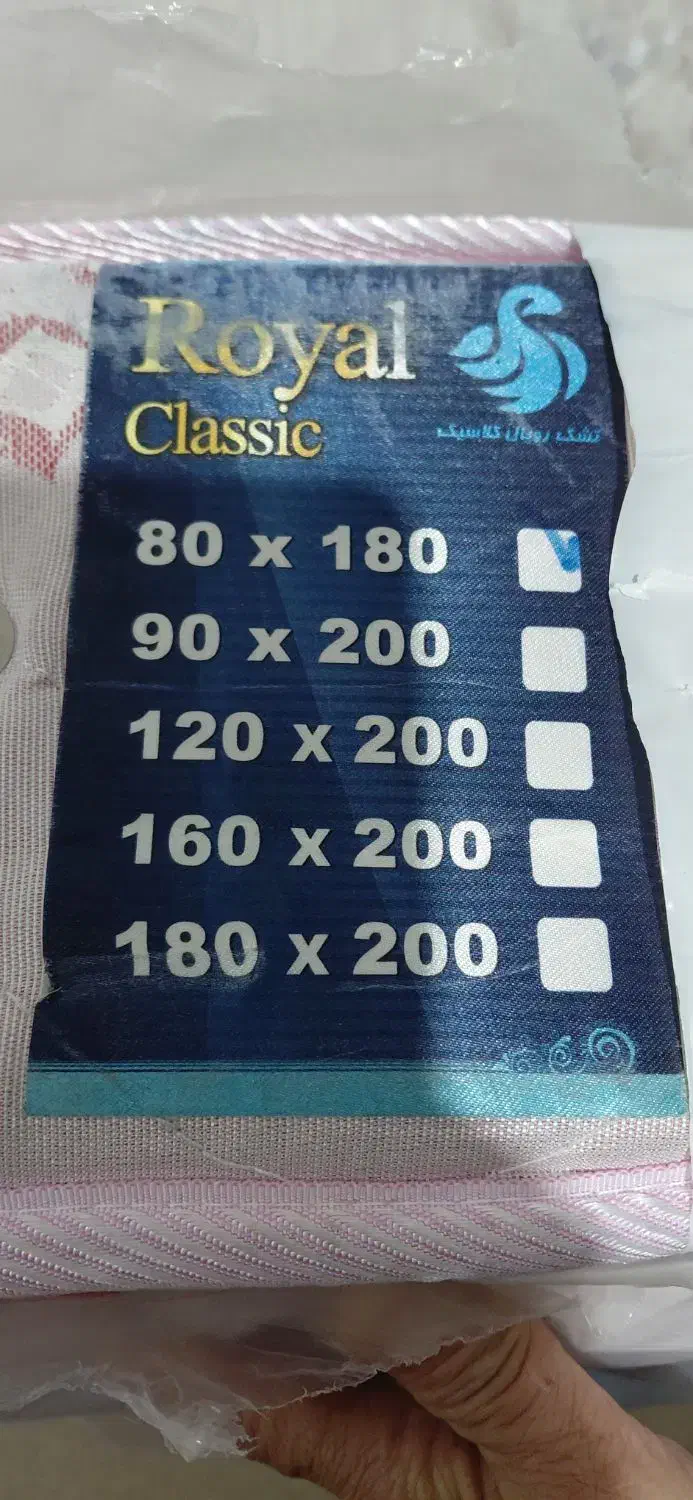 Royal
Classic
تشک رویال کلاسیک
80 x 180
90 x 200
120 x 200
160 x 200
180 x 200